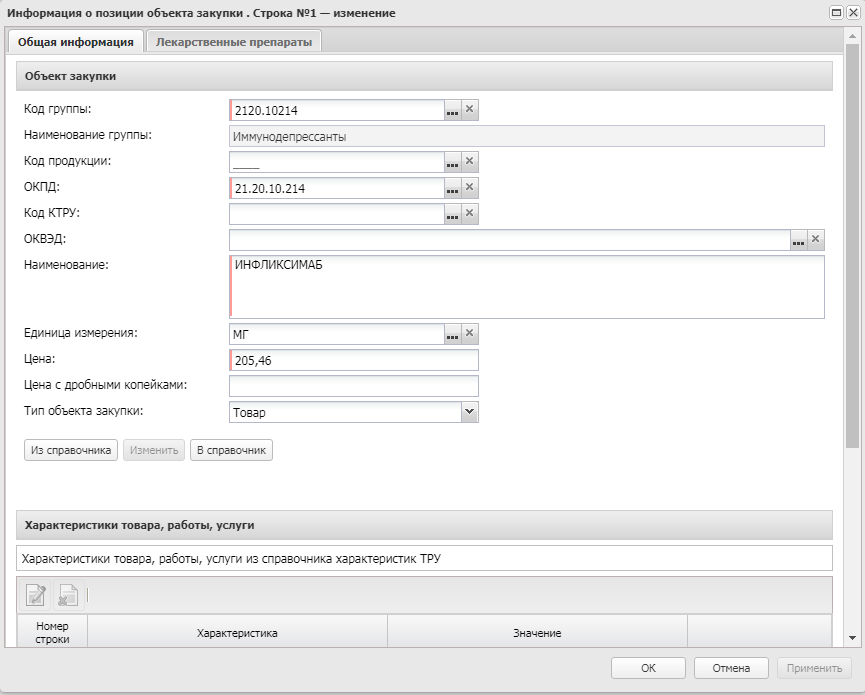 Информация о позиции объекта закупки . Строка №1 — изменение
Общая информация
Лекарственные препараты
Объект закупки
Код группы: 2120.10214
Наименование группы: Иммунодепрессанты
Код продукции: ____
ОКПД: 21.20.10.214
Код КТРУ:
ОКВЭД:
Наименование: ИНФЛИКСИМАБ
Единица измерения: МГ
Цена: 205,46
Цена с дробными копейками:
Тип объекта закупки: Товар
Из справочника Изменить В справочник
Характеристики товара, работы, услуги
Характеристики товара, работы, услуги из справочника характеристик ТРУ
Номер
строки
Характеристика
Значение
ОК Отмена Применить